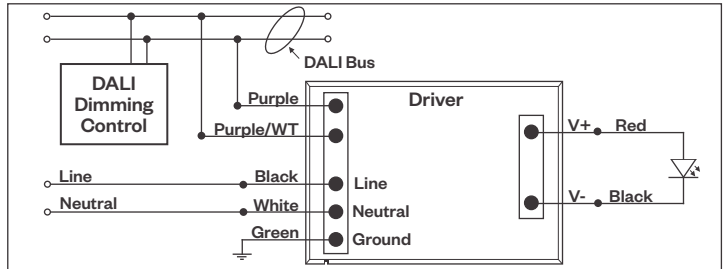 DALI Bus
DALI
Dimming
Control
Driver
Purple
Purple/WT
V+ Red
Line Black Line
Neutral White Neutral
V- Black
Green Ground